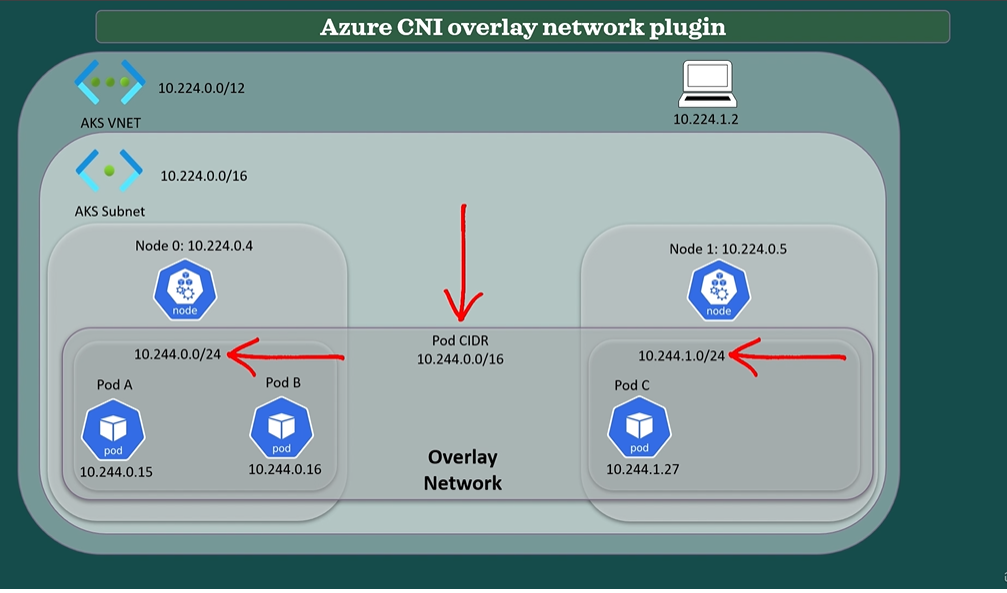 Azure CNI overlay network plugin
10.224.0.0/12
AKS VNET
10.224.1.2
10.224.0.0/16
AKS Subnet
Node 0: 10.224.0.4
node
Node 1: 10.224.0.5
node
Pod CIDR
10.244.0.0/16
10.244.0.0/24
Pod A
pod
10.244.0.15
Pod B
pod
10.244.0.16
Overlay
Network
10.244.1.0/24
Pod C
pod
10.244.1.27